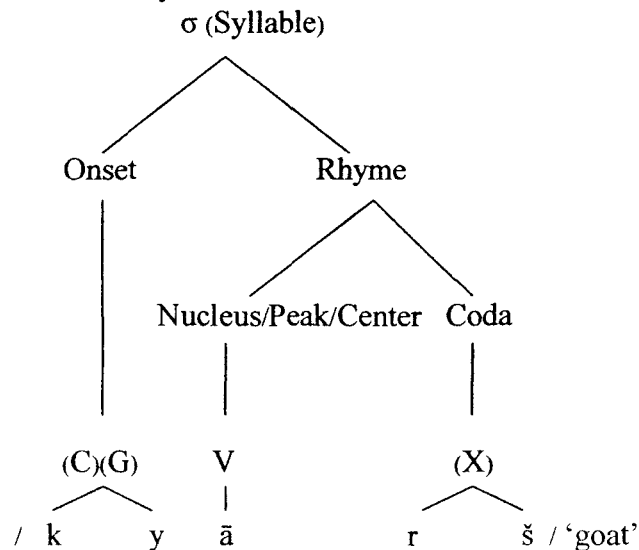 σ (Syllable)
Onset Rhyme
Nucleus/Peak/Center Coda
(C)(G) V (X)
/ k y ā r š / ‘goat’